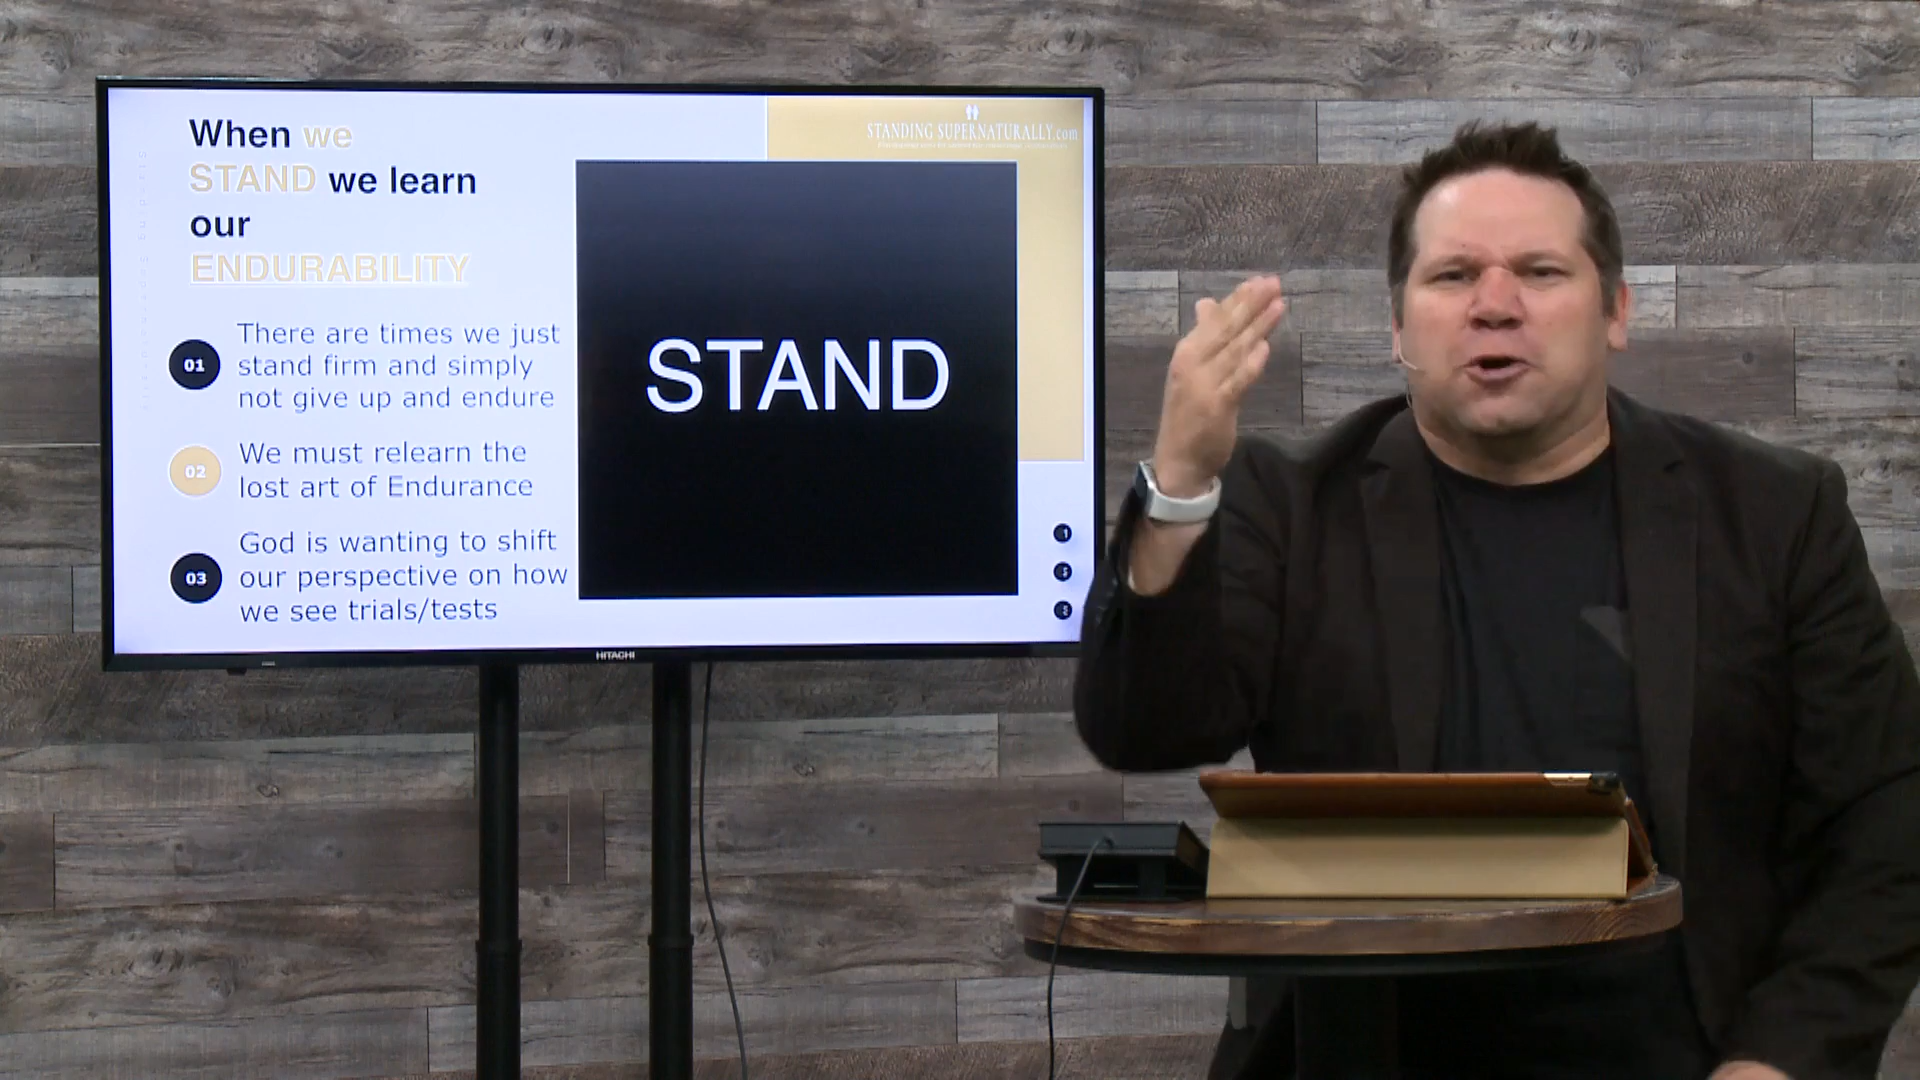 When we
STAND we learn
our
ENDURABILITY
01
There are times we just
stand firm and simply
not give up and endure
02
We must relearn the
lost art of Endurance
03
God is wanting to shift
our perspective on how
we see trials/tests
STANDING SUPERNATURALLY.com
STAND
HITACHI